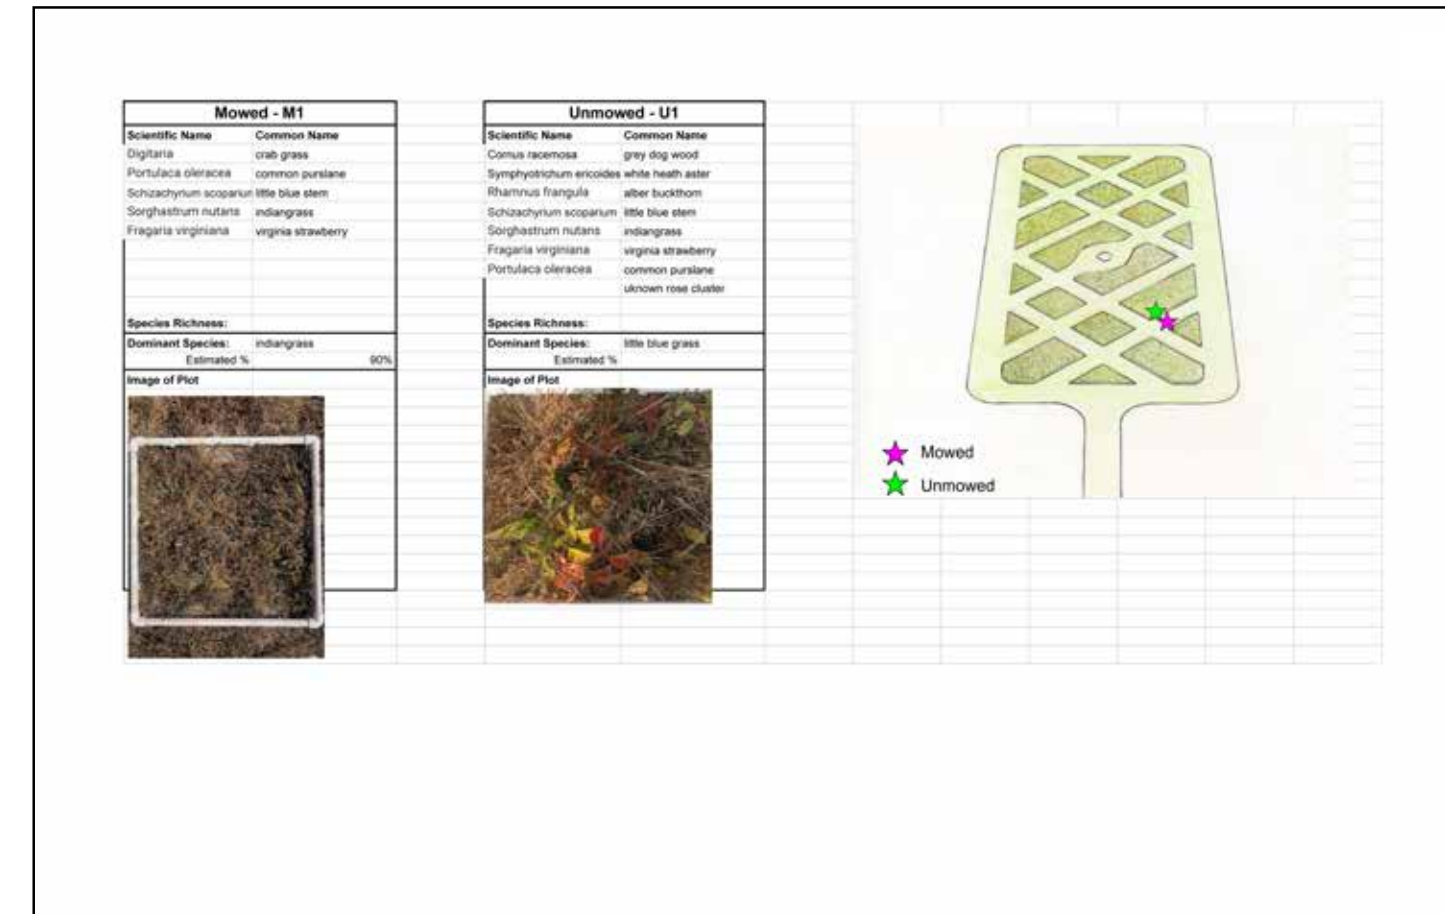 Mowed - M1
Scientific Name Common Name
Digitaria crab grass
Portulaca oleracea common purslane
Schizachyrium scoparium little blue stem
Sorghastrum nutans indiangrass
Fragaria virginiana virginia strawberry
Species Richness:
Dominant Species: indiangrass
Estimated % 90%
Image of Plot
Unmowed - U1
Scientific Name Common Name
Cornus racemosa grey dog wood
Symphyotrichum ericoides white heath aster
Rhamnus frangula alber buckthorn
Schizachyrium scoparium little blue stem
Sorghastrum nutans indiangrass
Fragaria virginiana virginia strawberry
Portulaca oleracea common purslane
uknown rose cluster
Species Richness:
Dominant Species: little blue grass
Estimated %
Image of Plot
Mowed
Unmowed